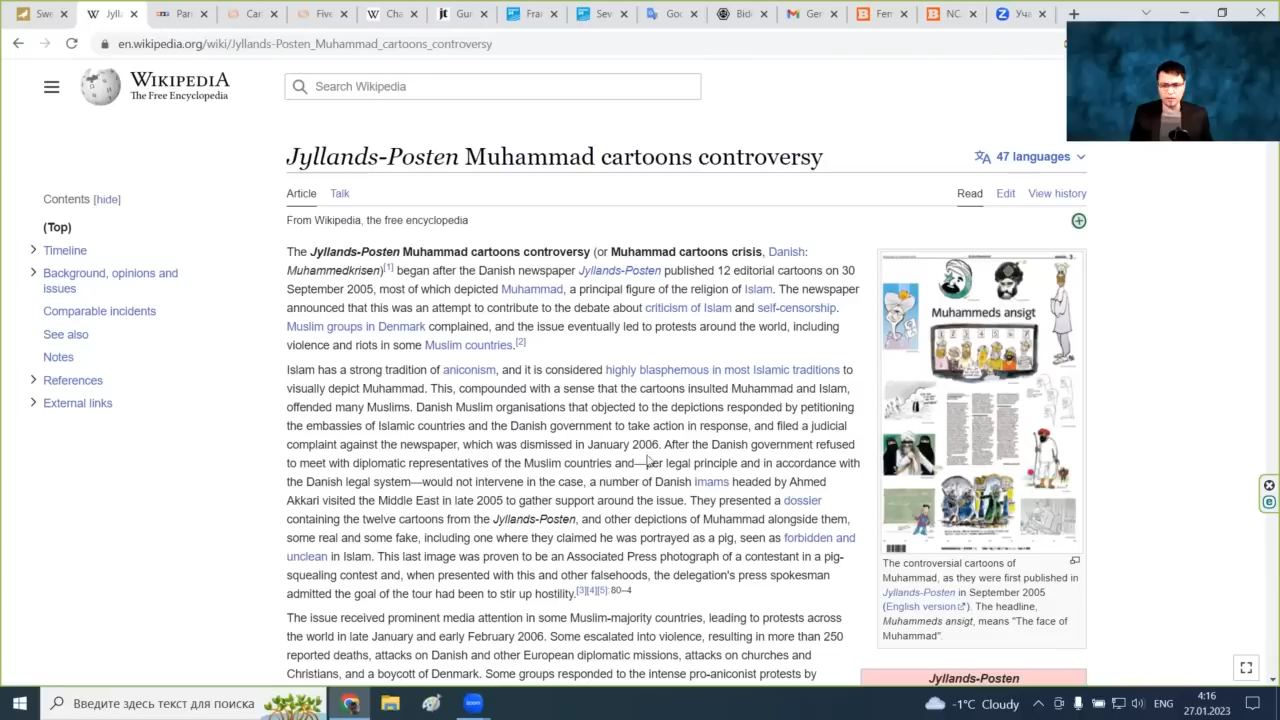 Swe
Jylla
Pare
Car
Five
Cha
Gun
Fra
Sev
Goo
Bide
Ger
Fem
NC.
Уча
en.wikipedia.org/wiki/Jyllands-Posten_Muhammad_cartoons_controversy
WIKIPEDIA
The Free Encyclopedia
Search Wikipedia
Jyllands-Posten Muhammad cartoons controversy
47 languages
Article Talk
Read Edit View history
From Wikipedia, the free encyclopedia
Contents [hide]
(Top)
Timeline
Background, opinions and
issues
Comparable incidents
See also
Notes
References
External links
The Jyllands-Posten Muhammad cartoons controversy (or Muhammad cartoons crisis, Danish:
Muhammedkrisen)[1] began after the Danish newspaper Jyllands-Posten published 12 editorial cartoons on 30
September 2005, most of which depicted Muhammad, a principal figure of the religion of Islam. The newspaper
announced that this was an attempt to contribute to the debate about criticism of Islam and self-censorship.
Muslim groups in Denmark complained, and the issue eventually led to protests around the world, including
violence and riots in some Muslim countries.[2]
Islam has a strong tradition of aniconism, and it is considered highly blasphemous in most Islamic traditions to
visually depict Muhammad. This, compounded with a sense that the cartoons insulted Muhammad and Islam,
offended many Muslims. Danish Muslim organisations that objected to the depictions responded by petitioning
the embassies of Islamic countries and the Danish government to take action in response, and filed a judicial
complaint against the newspaper, which was dismissed in January 2006. After the Danish government refused
to meet with diplomatic representatives of the Muslim countries and—per legal principle and in accordance with
the Danish legal system—would not intervene in the case, a number of Danish imams headed by Ahmed
Akkari visited the Middle East in late 2005 to gather support around the issue. They presented a dossier
containing the twelve cartoons from the Jyllands-Posten, and other depictions of Muhammad alongside them,
some real and some fake, including one where they claimed he was portrayed as a pig, seen as forbidden and
unclean in Islam. This last image was proven to be an Associated Press photograph of a contestant in a pig-
squealing contest and, when presented with this and other falsehoods, the delegation's press spokesman
admitted the goal of the tour had been to stir up hostility.[3][4][5]: 80–4
The issue received prominent media attention in some Muslim-majority countries, leading to protests across
the world in late January and early February 2006. Some escalated into violence, resulting in more than 250
reported deaths, attacks on Danish and other European diplomatic missions, attacks on churches and
Christians, and a boycott of Denmark. Some groups responded to the intense pro-aniconist protests by
Muhammeds ansigt
The controversial cartoons of
Muhammad, as they were first published in
Jyllands-Posten in September 2005
(English version). The headline,
Muhammeds ansigt, means "The face of
Muhammad".
Jyllands-Posten
Введите здесь текст для поиска
zoom
-1°C Cloudy
ENG
4:16
27.01.2023